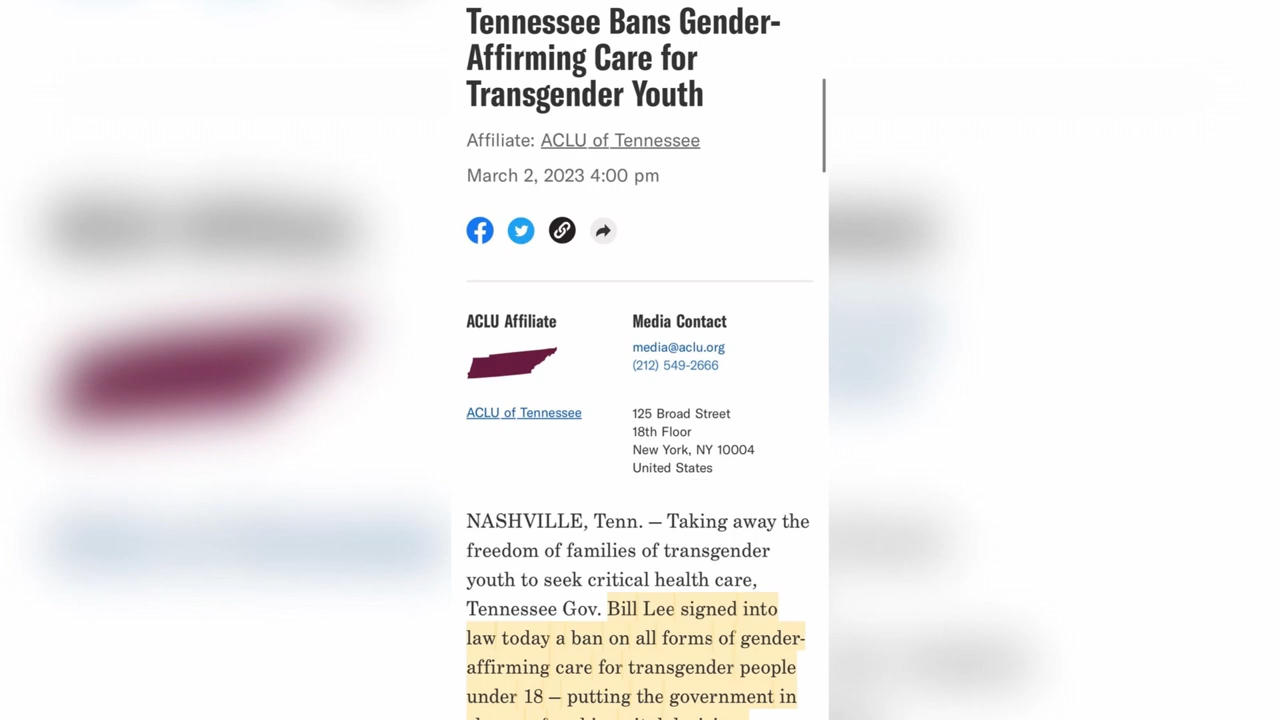 Tennessee Bans Gender-
Affirming Care for
Transgender Youth
Affiliate: ACLU of Tennessee
March 2, 2023 4:00 pm
ACLU Affiliate
ACLU of Tennessee
Media Contact
media@aclu.org
(212) 549-2666
125 Broad Street
18th Floor
New York, NY 10004
United States
NASHVILLE, Tenn. – Taking away the
freedom of families of transgender
youth to seek critical health care,
Tennessee Gov. Bill Lee signed into
law today a ban on all forms of gender-
affirming care for transgender people
under 18 – putting the government in